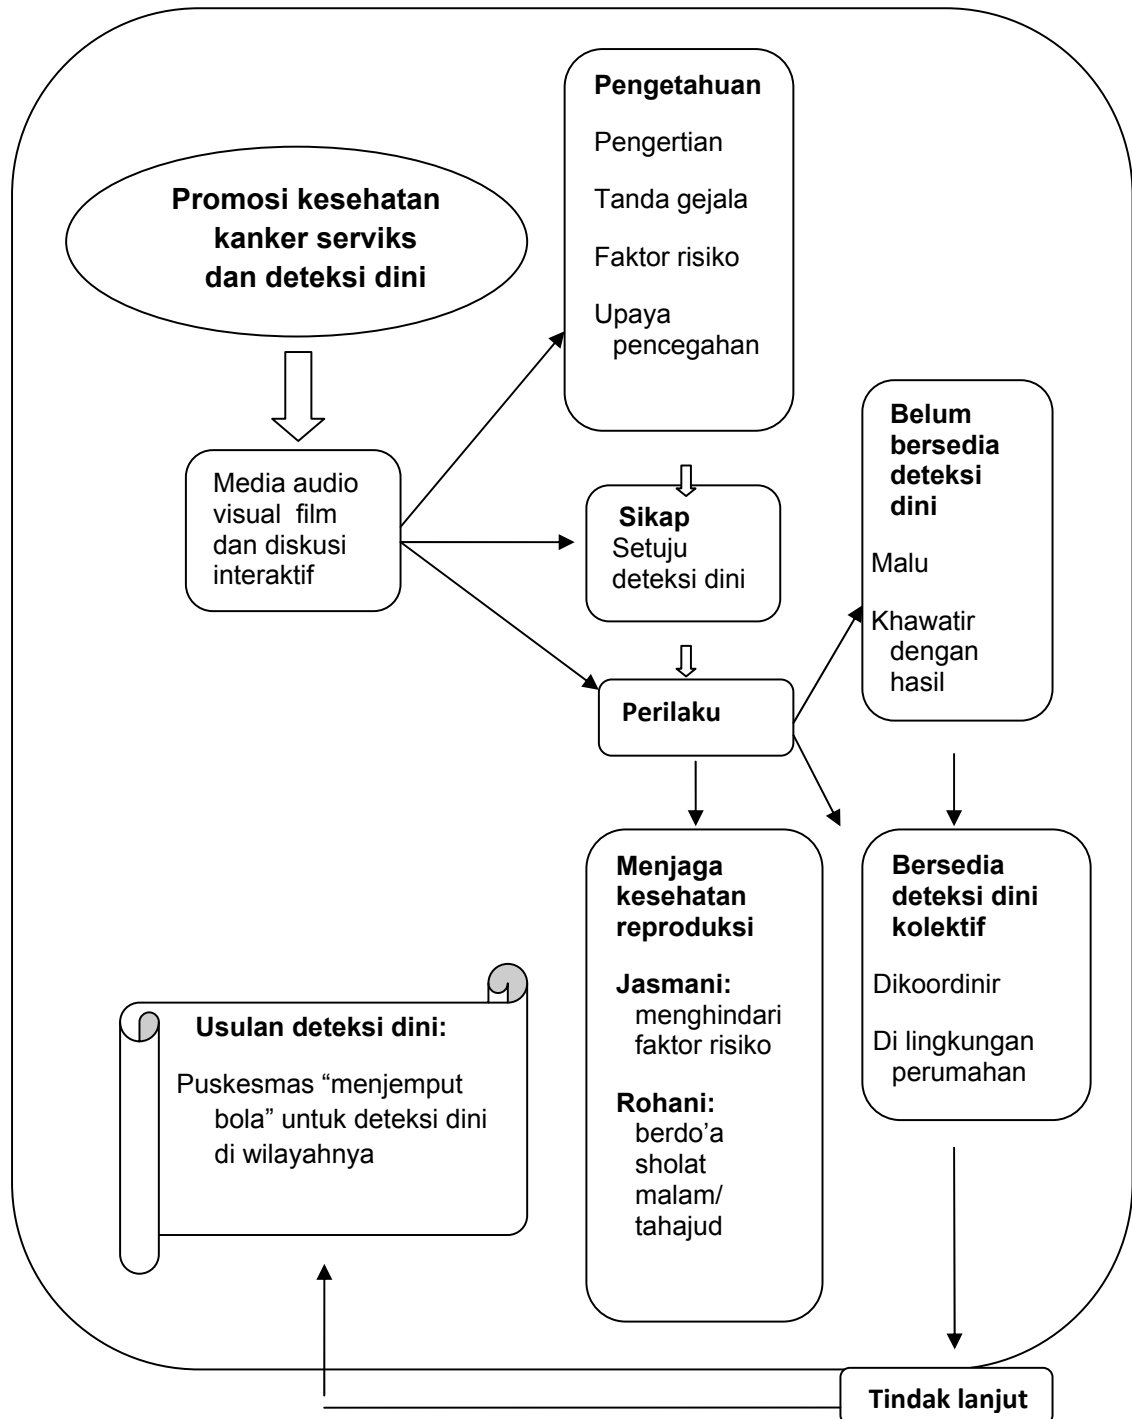 Promosi kesehatan
kanker serviks
dan deteksi dini
Media audio
visual film
dan diskusi
interaktif
Pengetahuan
Pengertian
Tanda gejala
Faktor risiko
Upaya
pencegahan
Sikap
Setuju
deteksi dini
Perilaku
Belum
bersedia
deteksi
dini
Malu
Khawatir
dengan
hasil
Menjaga
kesehatan
reproduksi
Jasmani:
menghindari
faktor risiko
Rohani:
berdo’a
sholat
malam/
tahajud
Bersedia
deteksi dini
kolektif
Dikoordinir
Di lingkungan
perumahan
Usulan deteksi dini:
Puskesmas “menjemput
bola” untuk deteksi dini
di wilayahnya
Tindak lanjut